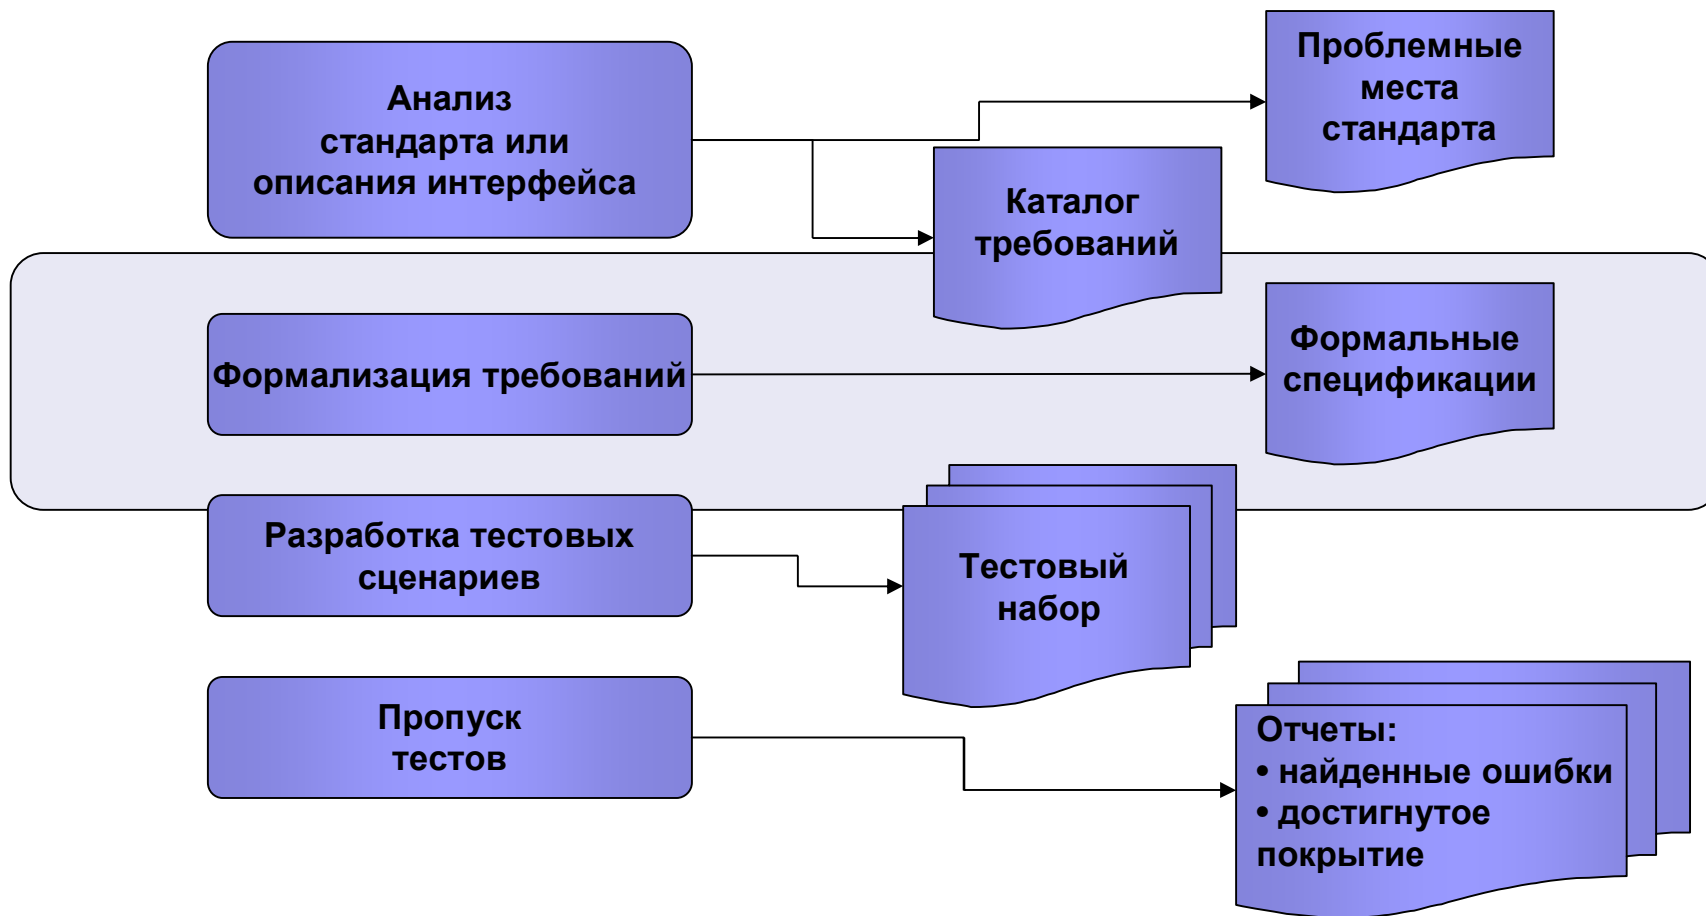 Анализ
стандарта или
описания интерфейса
Проблемные
места
стандарта
Каталог
требований
Формализация требований
Формальные
спецификации
Разработка тестовых
сценариев
Тестовый
набор
Пропуск
тестов
Отчеты:
• найденные ошибки
• достигнутое
покрытие